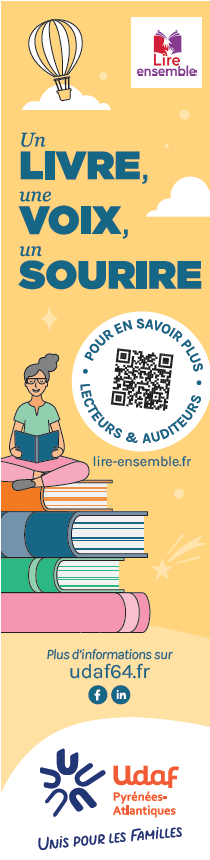 Lire
ensemble
Un
LIVRE,
une
VOIX,
un
SOURIRE
POUR EN SAVOIR PLUS
LECTEURS & AUDITEURS
lire-ensemble.fr
Plus d'informations sur
udaf64.fr
f in
Udaf
Pyrénées-
Atlantiques
UNIS POUR LES FAMILLES